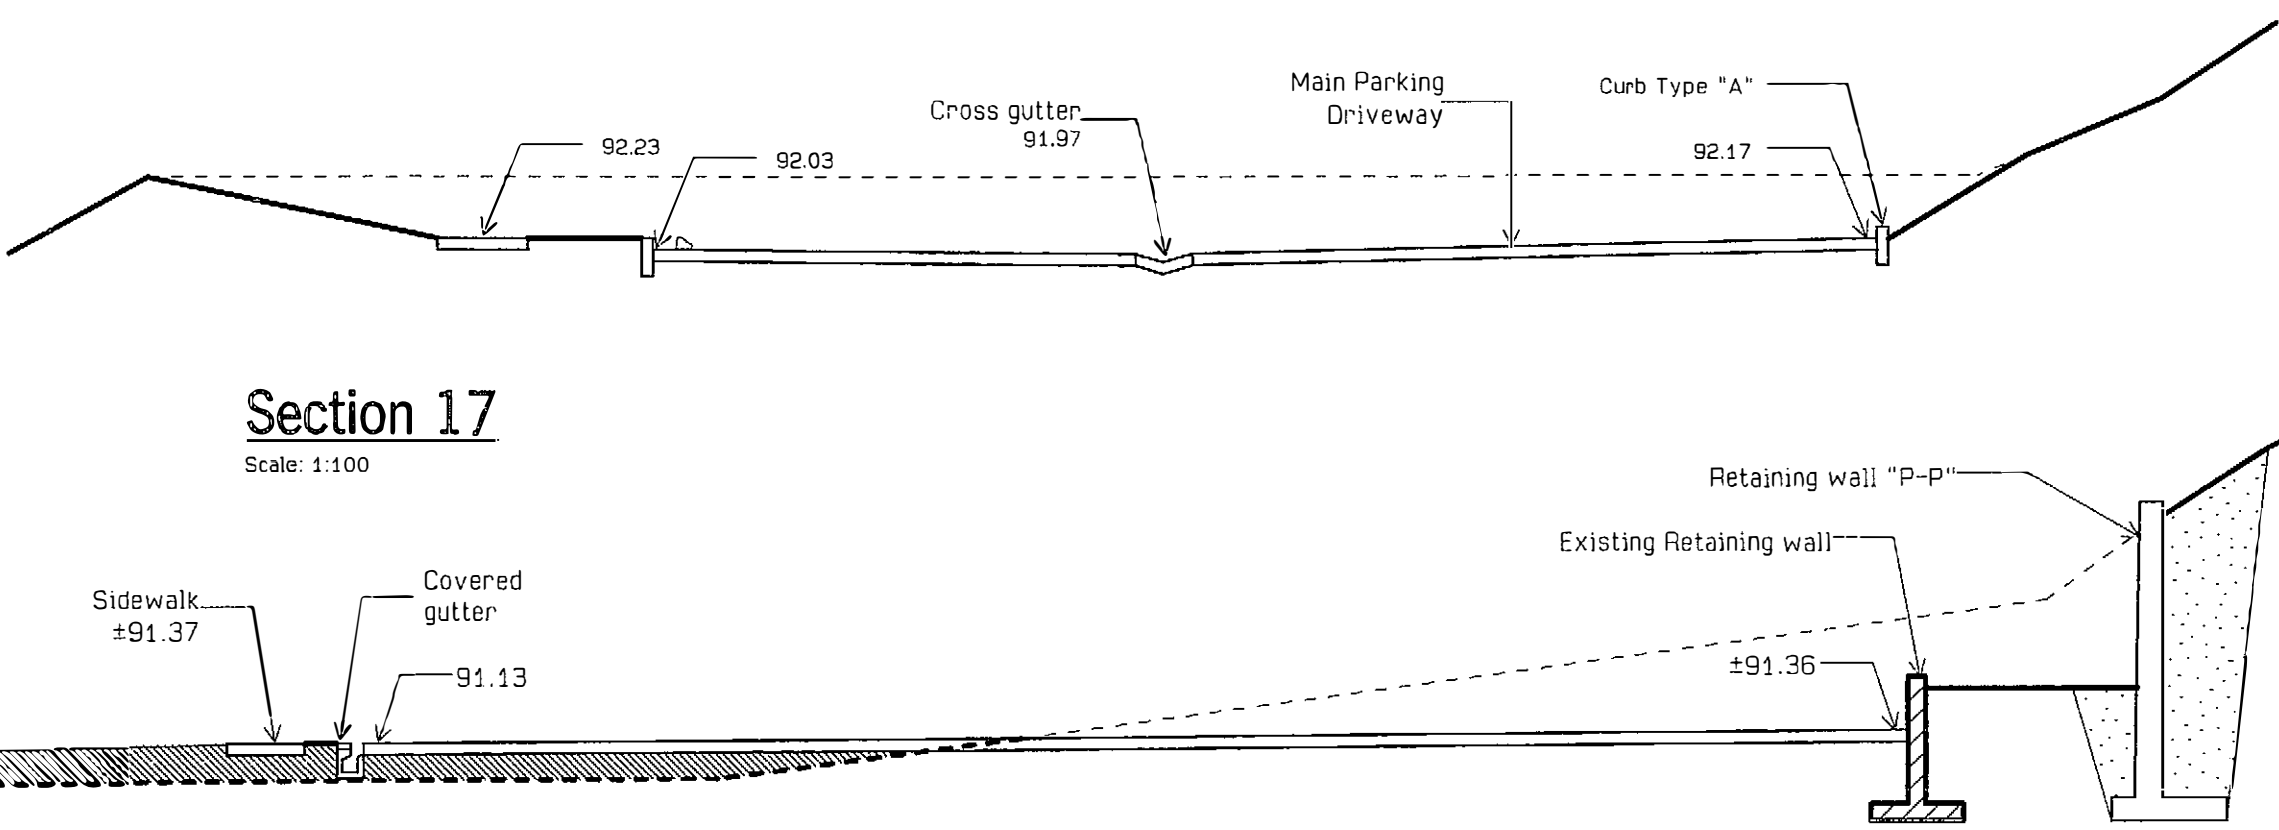 Main Parking
Driveway
Curb Type "A"
Cross gutter
91.97
92.23
92.03
92.17
Section 17
Scale: 1:100
Retaining wall "P-P"
Existing Retaining wall
Covered
gutter
Sidewalk
±91.37
91.13
±91.36